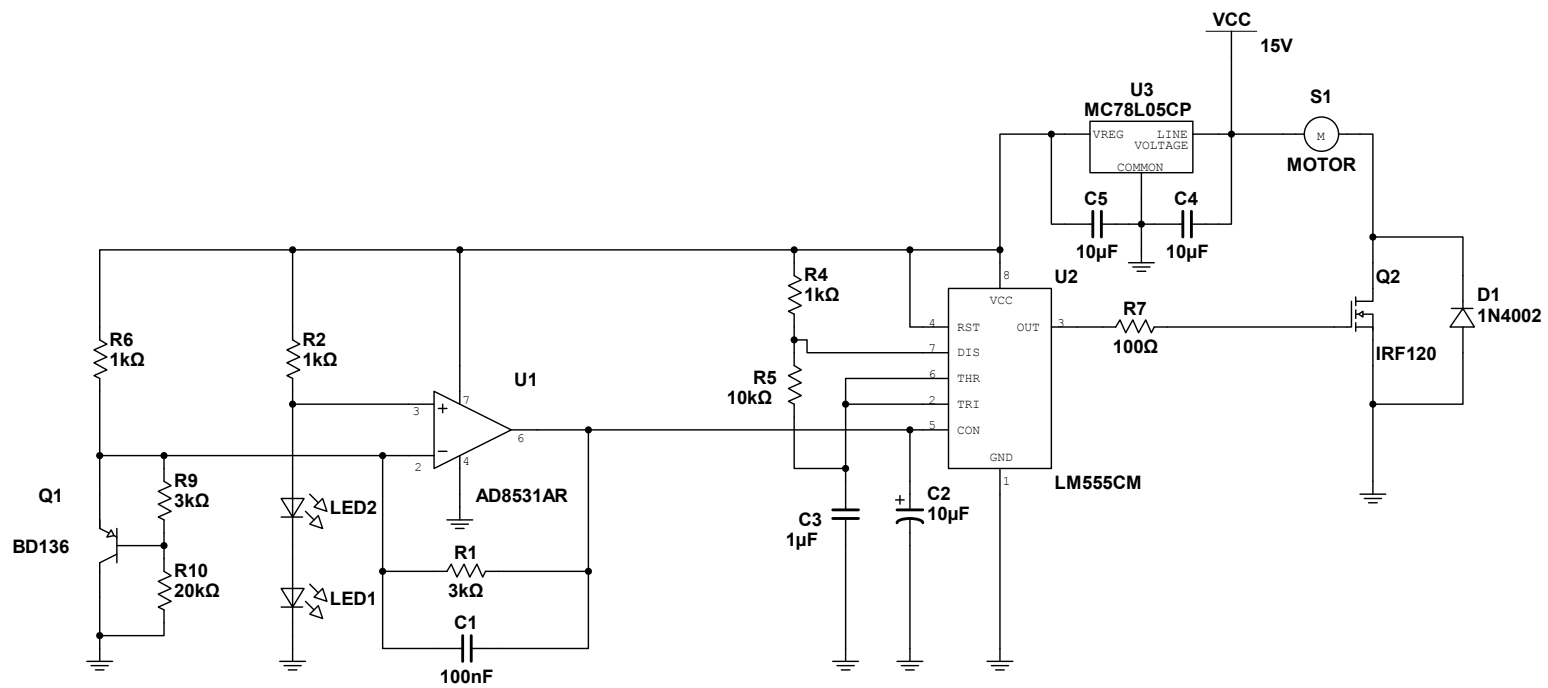 VCC
15V
U3
MC78L05CP
S1
VREG
LINE
VOLTAGE
M
COMMON
MOTOR
C5
C4
10µF
10µF
R4
1kΩ
8
U2
Q2
VCC
D1
1N4002
R7
R6
1kΩ
R2
1kΩ
4
RST
OUT
3
100Ω
IRF120
7
DIS
R5
10kΩ
6
THR
U1
2
TRI
3
+
7
5
CON
6
2
−
4
GND
R9
3kΩ
1
LM555CM
Q1
AD8531AR
LED2
C3
1µF
+
C2
10µF
BD136
R10
20kΩ
R1
3kΩ
LED1
C1
100nF